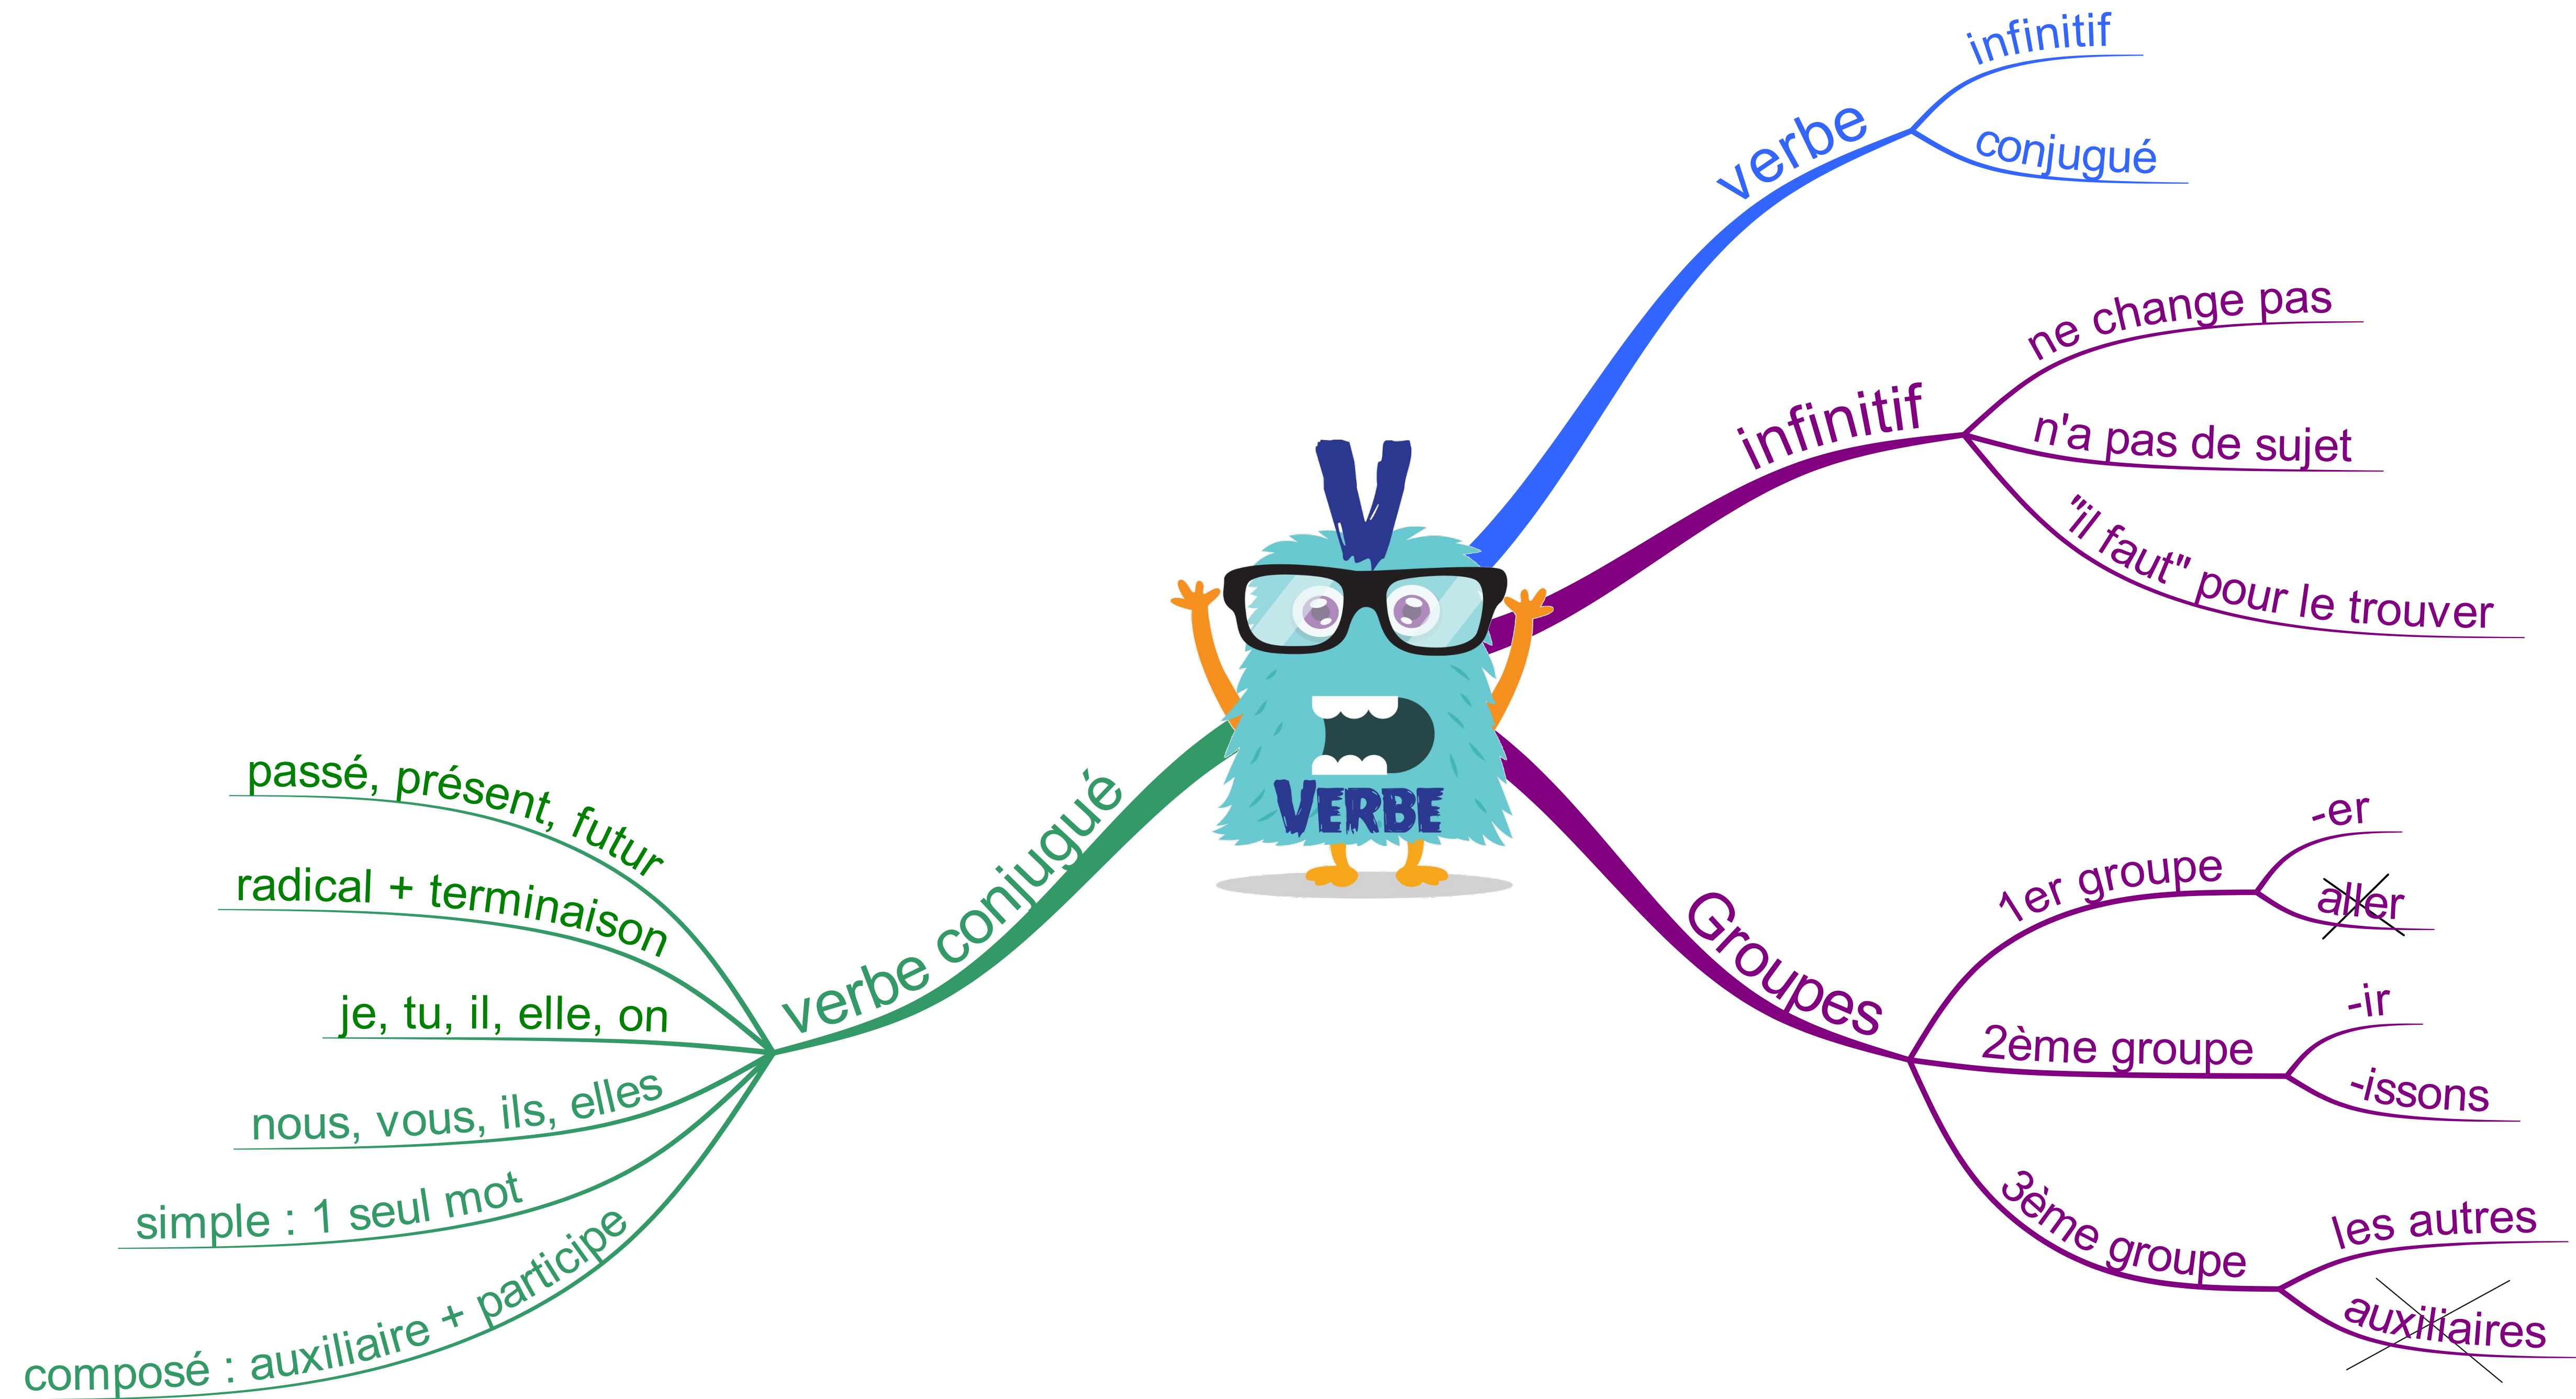 V
VERBE
verbe
infinitif
conjugué
infinitif
ne change pas
n'a pas de sujet
"il faut" pour le trouver
Groupes
1er groupe
-er
aller
2ème groupe
-ir
-issons
3ème groupe
les autres
auxiliaires
verbe conjugué
passé, présent, futur
radical + terminaison
je, tu, il, elle, on
nous, vous, ils, elles
simple : 1 seul mot
composé : auxiliaire + participe